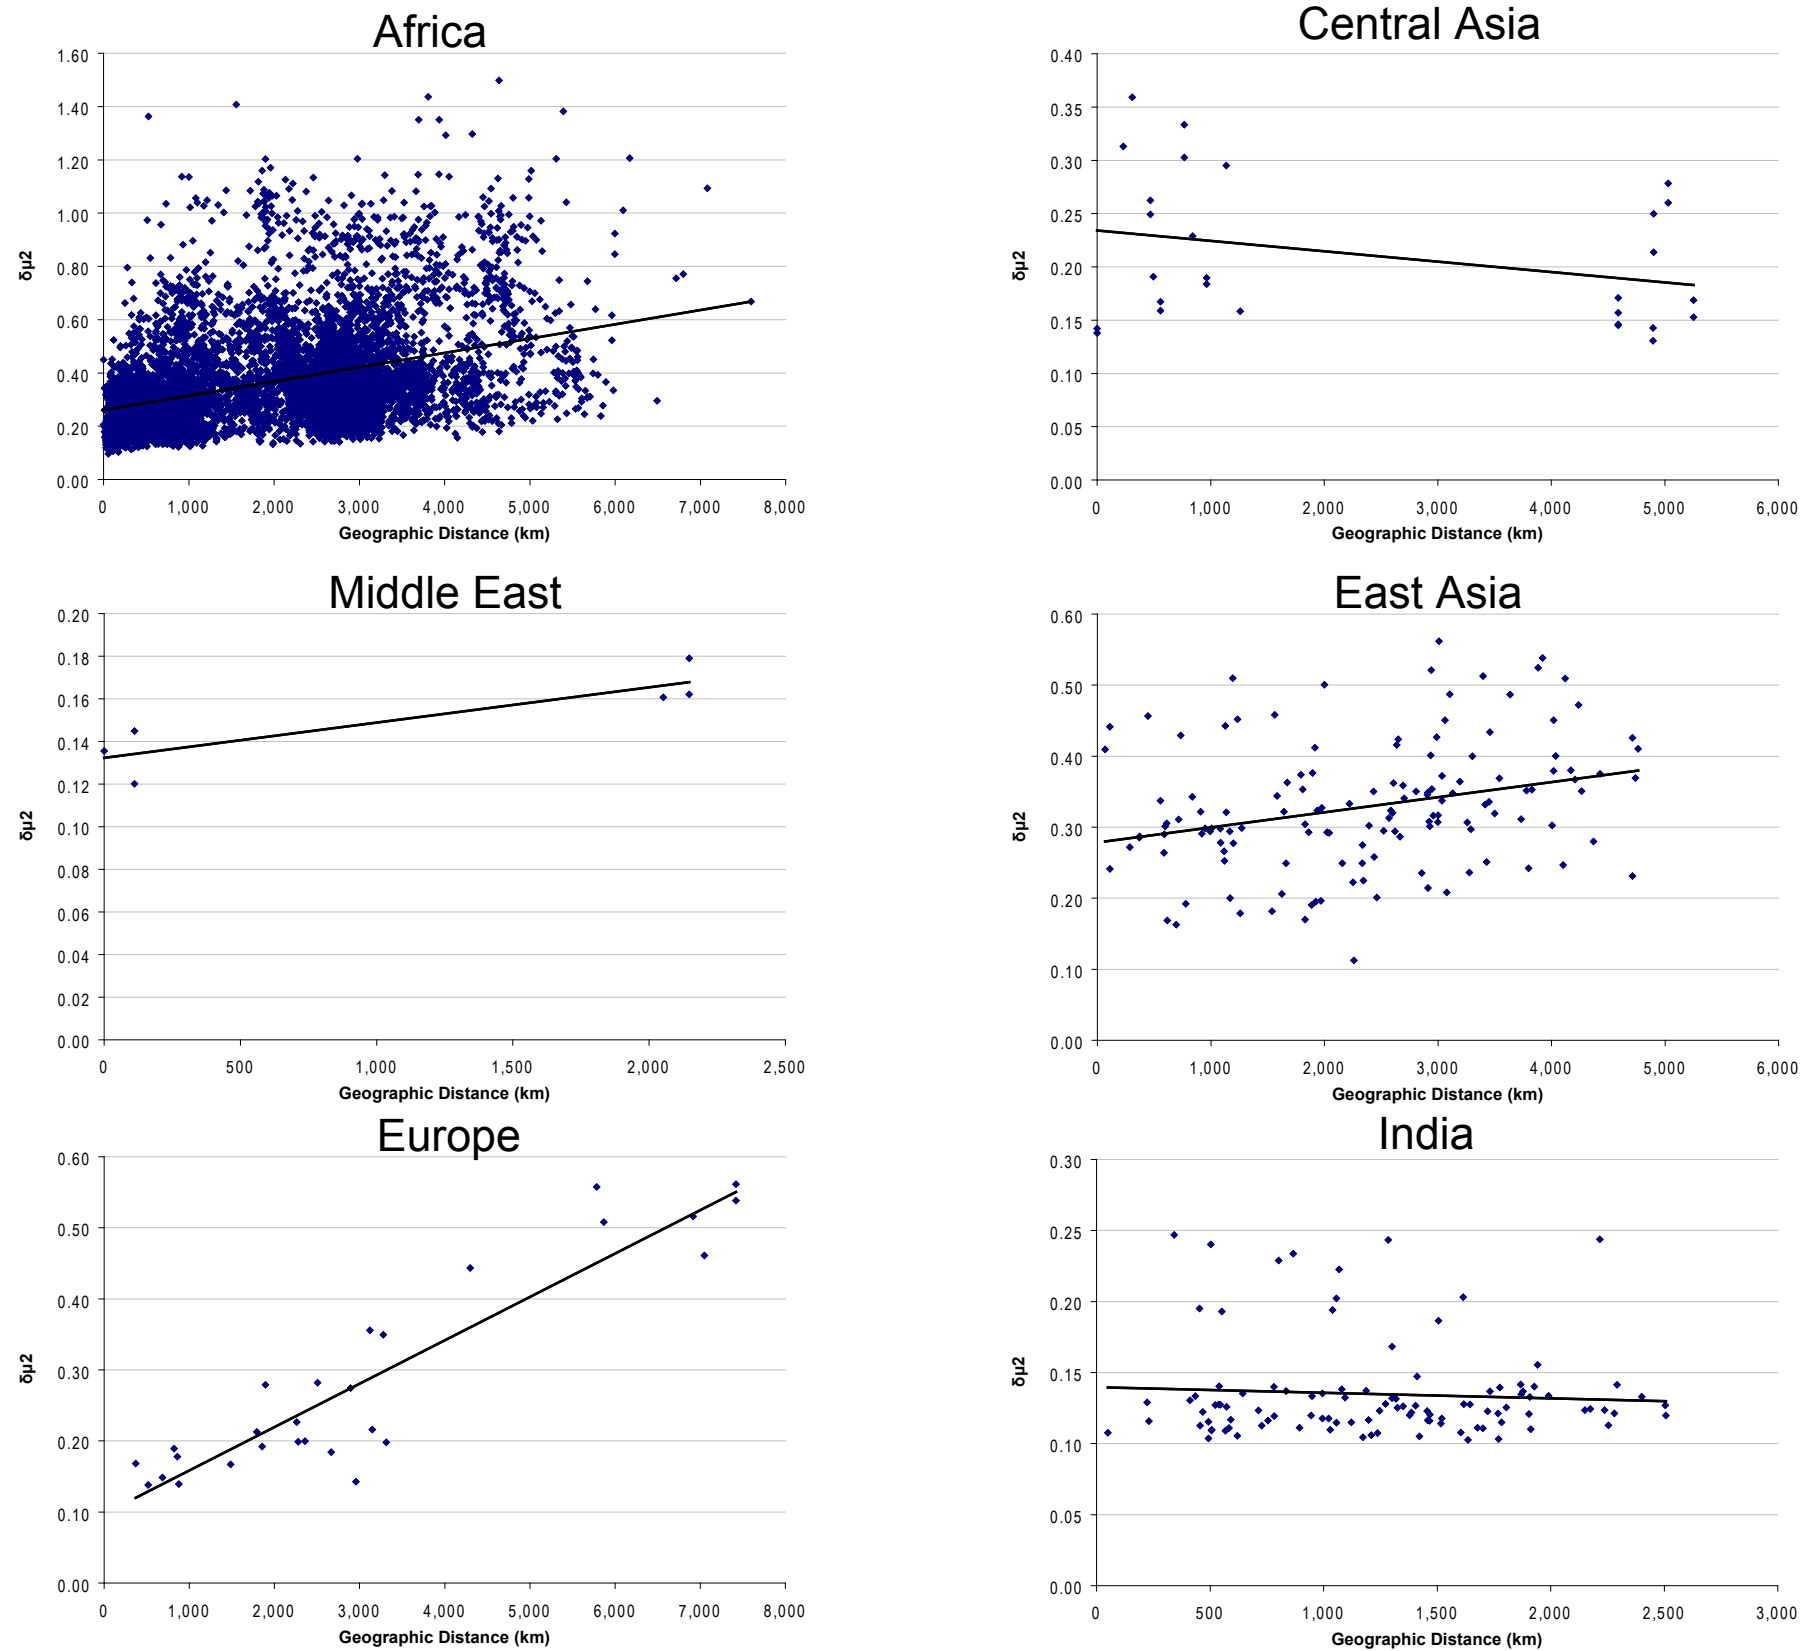 Africa
1.60
1.40
1.20
1.00
0.80
0.60
0.40
0.20
0.00
δμ2
0 1,000 2,000 3,000 4,000 5,000 6,000 7,000 8,000
Geographic Distance (km)
Central Asia
0.40
0.35
0.30
0.25
0.20
0.15
0.10
0.05
0.00
δμ2
0 1,000 2,000 3,000 4,000 5,000 6,000
Geographic Distance (km)
Middle East
0.20
0.18
0.16
0.14
0.12
0.10
0.08
0.06
0.04
0.02
0.00
δμ2
0 500 1,000 1,500 2,000 2,500
Geographic Distance (km)
East Asia
0.60
0.50
0.40
0.30
0.20
0.10
0.00
δμ2
0 1,000 2,000 3,000 4,000 5,000 6,000
Geographic Distance (km)
Europe
0.60
0.50
0.40
0.30
0.20
0.10
0.00
δμ2
0 1,000 2,000 3,000 4,000 5,000 6,000 7,000 8,000
Geographic Distance (km)
India
0.30
0.25
0.20
0.15
0.10
0.05
0.00
δμ2
0 500 1,000 1,500 2,000 2,500 3,000
Geographic Distance (km)